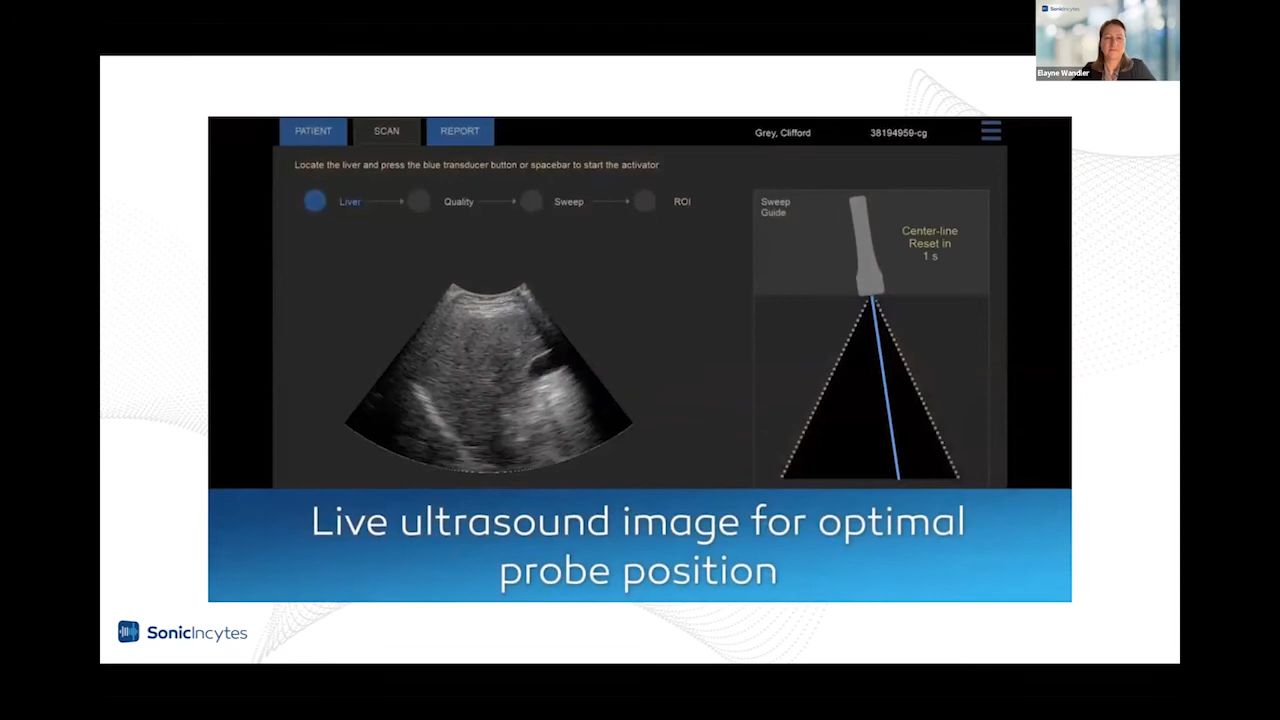 SonicIncytes
Elayne Wandler
PATIENT
SCAN
REPORT
Grey, Clifford
38194959-cg
Locate the liver and press the blue transducer button or spacebar to start the activator
Liver
Quality
Sweep
ROI
Sweep
Guide
Center-line
Reset in
1 s
Live ultrasound image for optimal
probe position
SonicIncytes